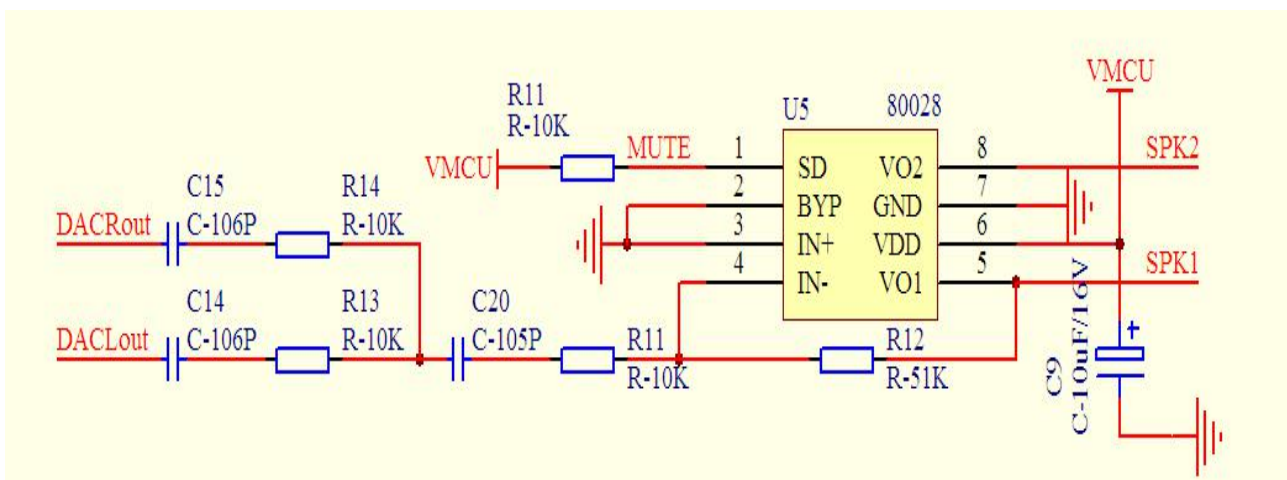 VMCU
R11
R-10K
U5
80028
VMCU
MUTE
1
SD
VO2
8
SPK2
2
BYP
GND
7
3
IN+
VDD
6
4
IN-
VO1
5
SPK1
C15
C-106P
R14
R-10K
DACRout
C14
C-106P
R13
R-10K
DACLout
C20
C-105P
R11
R-10K
R12
R-51K
C9
C-10uF/16V
+